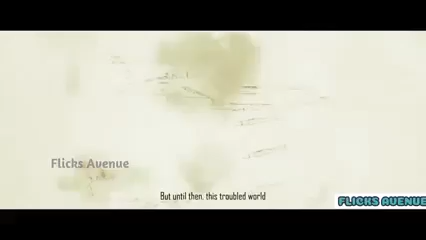 Flicks Avenue
But until then, this troubled world
FLICKS AVENUE